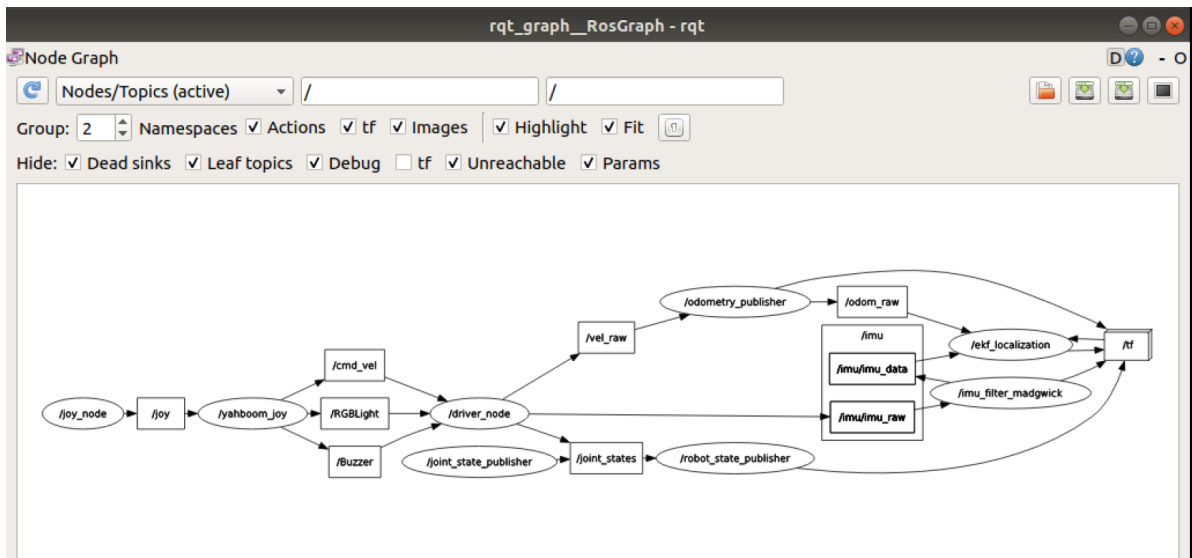 rqt_graph__RosGraph - rqt
Node Graph
D ? - O
Nodes/Topics (active) / /
Group: 2 Namespaces Actions tf Images Highlight Fit
Hide: Dead sinks Leaf topics Debug tf Unreachable Params
/odometry_publisher
/odom_raw
/vel_raw
/imu
/ekf_localization
/tf
/cmd_vel
/imu/imu_data
/imu_filter_madgwick
/joy_node
/joy
/yahboom_joy
/RGBLight
/driver_node
/imu/imu_raw
/Buzzer
/joint_state_publisher
/joint_states
/robot_state_publisher